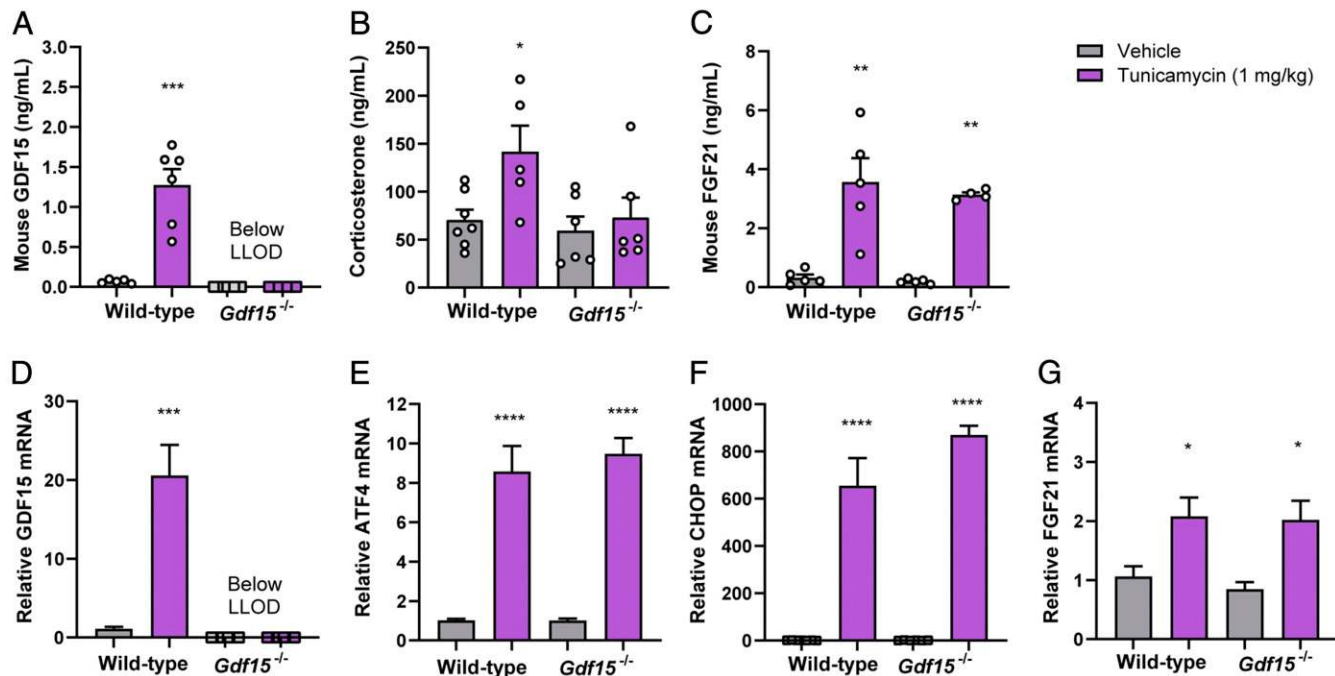 A
Mouse GDF15 (ng/mL)
3.0
2.5
2.0
1.5
1.0
0.5
0.0
***
Below
LLOD
Wild-type
Gdf15-/-
B
Corticosterone (ng/mL)
250
200
150
100
50
0
*
Wild-type
Gdf15-/-
C
Mouse FGF21 (ng/mL)
8
6
4
2
0
**
**
Wild-type
Gdf15-/-
Vehicle
Tunicamycin (1 mg/kg)
D
Relative GDF15 mRNA
30
20
10
0
***
Below
LLOD
Wild-type
Gdf15-/-
E
Relative ATF4 mRNA
12
10
8
6
4
2
0
****
****
Wild-type
Gdf15-/-
F
Relative CHOP mRNA
1000
800
600
400
200
0
****
****
Wild-type
Gdf15-/-
G
Relative FGF21 mRNA
4
3
2
1
0
*
*
Wild-type
Gdf15-/-